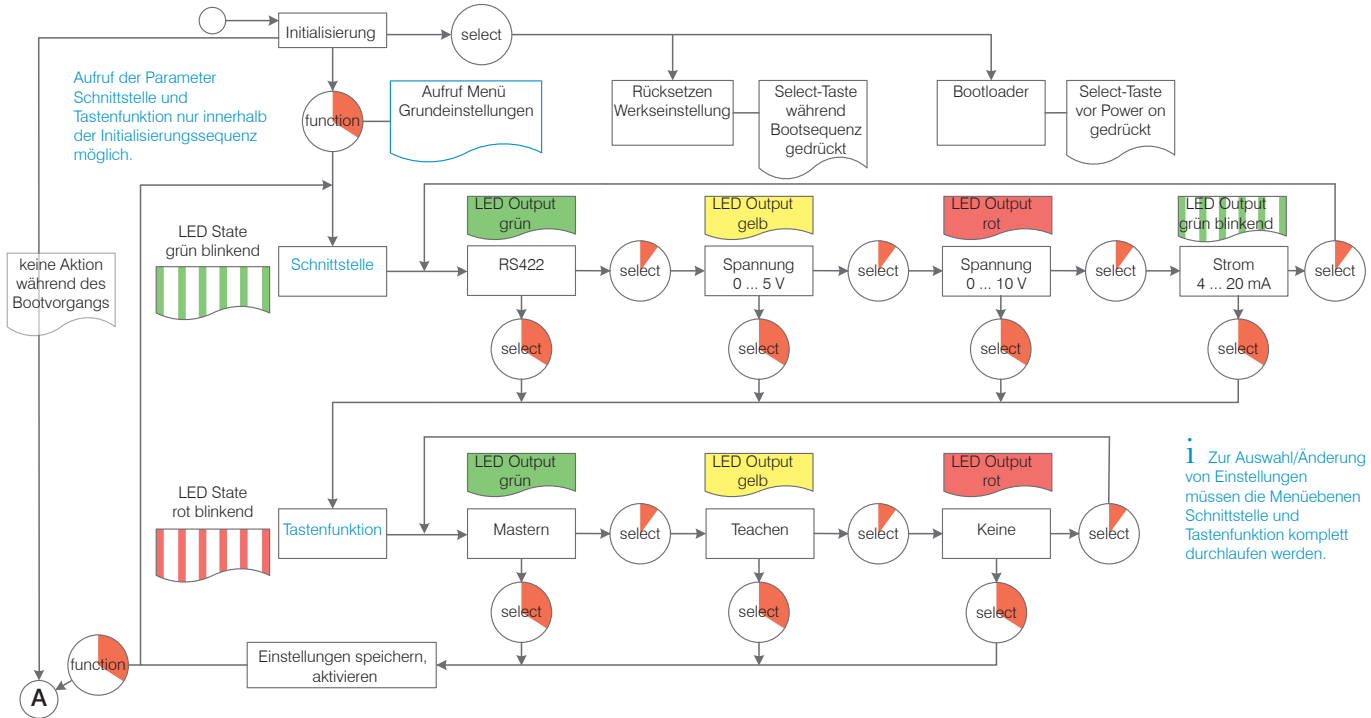 Initialisierung
select
Aufruf der Parameter
Schnittstelle und
Tastenfunktion nur innerhalb
der Initialisierungssequenz
möglich.
function
Aufruf Menü
Grundeinstellungen
Rücksetzen
Werkseinstellung
Select-Taste
während
Bootsequenz
gedrückt
Bootloader
Select-Taste
vor Power on
gedrückt
keine Aktion
während des
Bootvorgangs
LED State
grün blinkend
Schnittstelle
LED Output
grün
RS422
select
LED Output
gelb
Spannung
0 ... 5 V
select
LED Output
rot
Spannung
0 ... 10 V
select
LED Output
grün blinkend
Strom
4 ... 20 mA
select
select
select
select
select
LED State
rot blinkend
Tastenfunktion
LED Output
grün
Mastern
select
LED Output
gelb
Teachen
select
LED Output
rot
Keine
select
i Zur Auswahl/Änderung
von Einstellungen
müssen die Menüebenen
Schnittstelle und
Tastenfunktion komplett
durchlaufen werden.
select
select
select
Einstellungen speichern,
aktivieren
function
A